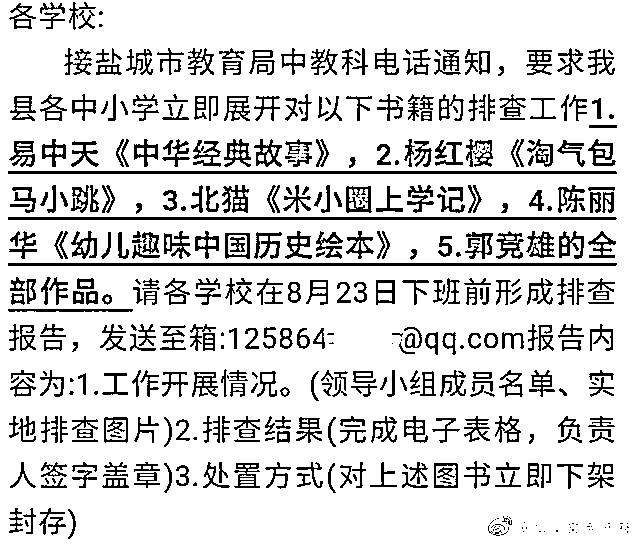 各学校:
接盐城市教育局中教科电话通知，要求我
县各中小学立即展开对以下书籍的排查工作1.
易中天《中华经典故事》，2.杨红樱《淘气包
马小跳》，3.北猫《米小圈上学记》，4.陈丽
华《幼儿趣味中国历史绘本》，5.郭竞雄的全
部作品。请各学校在8月23日下班前形成排查
报告，发送至箱:125864 @qq.com报告内
容为:1.工作开展情况。(领导小组成员名单、实
地排查图片)2.排查结果(完成电子表格，负责
人签字盖章)3.处置方式(对上述图书立即下架
封存)